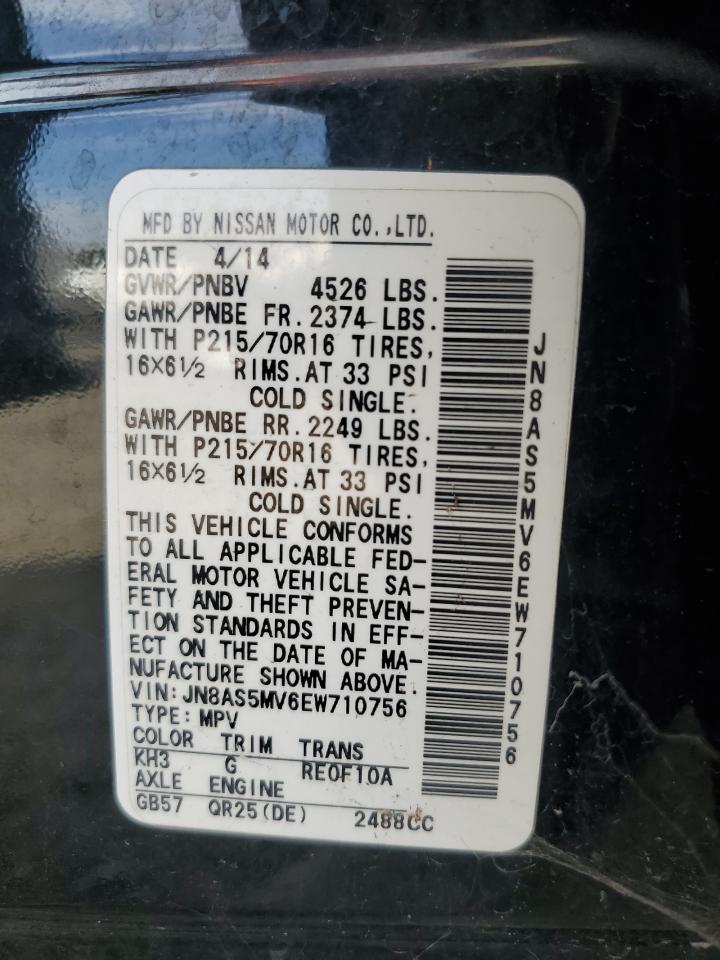 MFD BY NISSAN MOTOR CO.,LTD.
DATE 4/14
GVWR/PNBV 4526 LBS.
GAWR/PNBE FR. 2374 LBS.
WITH P215/70R16 TIRES,
16X6½ RIMS. AT 33 PSI
COLD SINGLE.
GAWR/PNBE RR. 2249 LBS.
WITH P215/70R16 TIRES,
16X6½ RIMS. AT 33 PSI
COLD SINGLE.
THIS VEHICLE CONFORMS
TO ALL APPLICABLE FED-
ERAL MOTOR VEHICLE SA-
FETY AND THEFT PREVEN-
TION STANDARDS IN EFF-
ECT ON THE DATE OF MA-
NUFACTURE SHOWN ABOVE.
VIN: JN8AS5MV6EW710756
TYPE: MPV
COLOR TRIM TRANS
KH3 G RE0F10A
AXLE ENGINE
GB57 QR25(DE) 2488CC
JN8AS5MV6EW710756